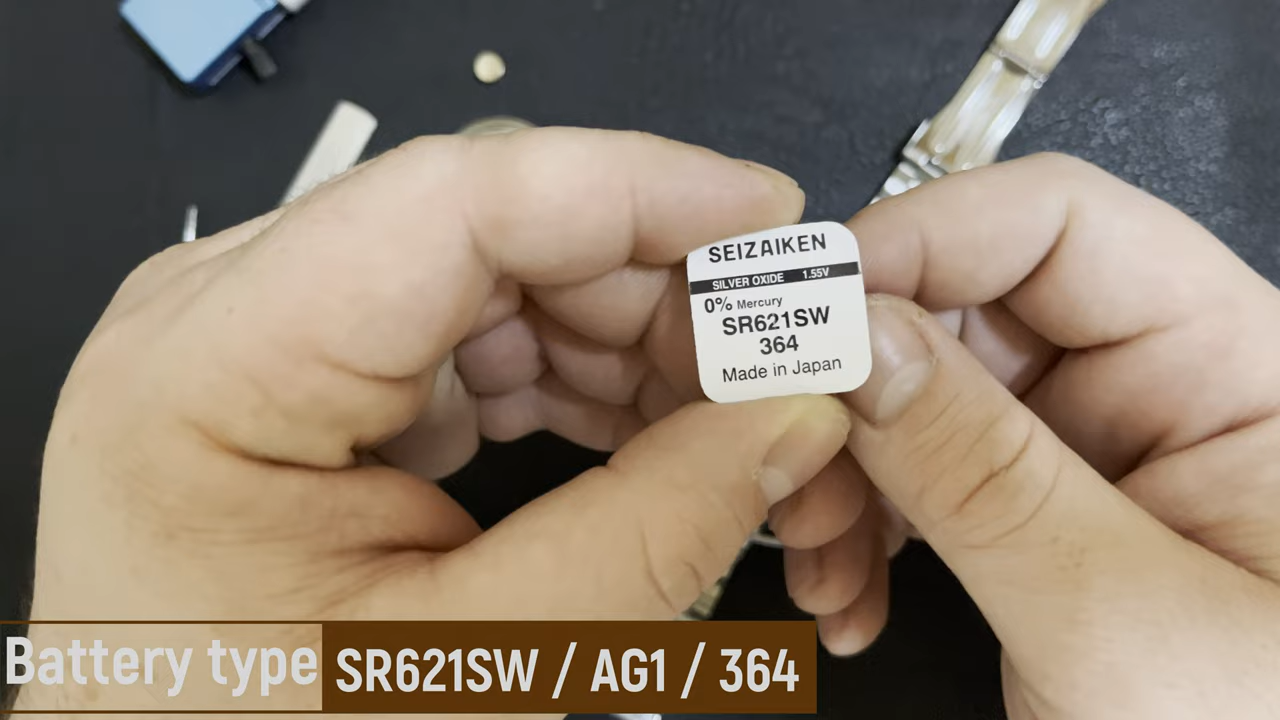 SEIZAIKEN
SILVER OXIDE 1.55V
0% Mercury
SR621SW
364
Made in Japan
Battery type SR621SW / AG1 / 364